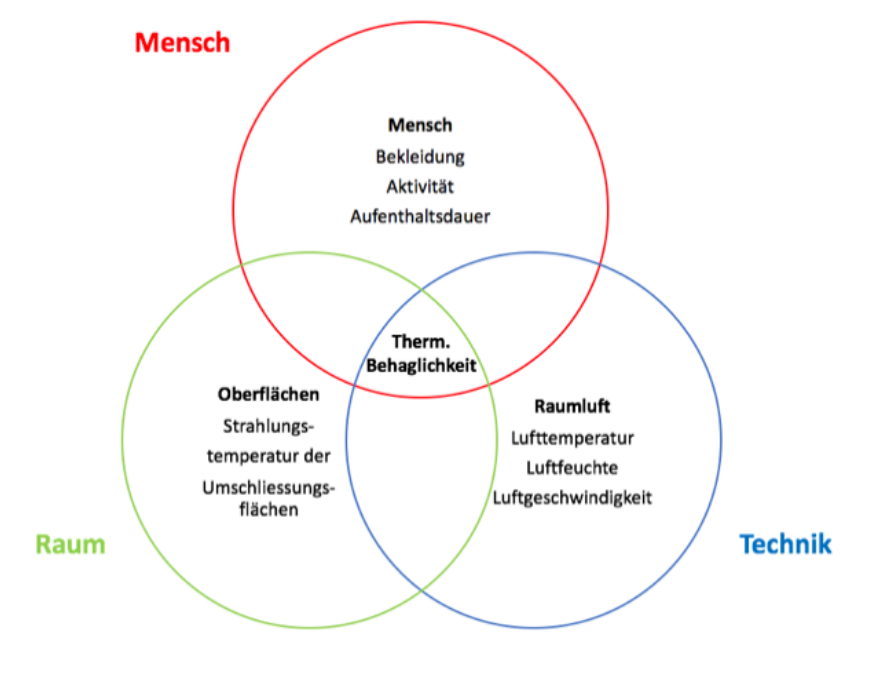 Mensch
Mensch
Bekleidung
Aktivität
Aufenthaltsdauer
Therm.
Behaglichkeit
Oberflächen
Strahlungs-
temperatur der
Umschliessungs-
flächen
Raumluft
Lufttemperatur
Luftfeuchte
Luftgeschwindigkeit
Raum
Technik